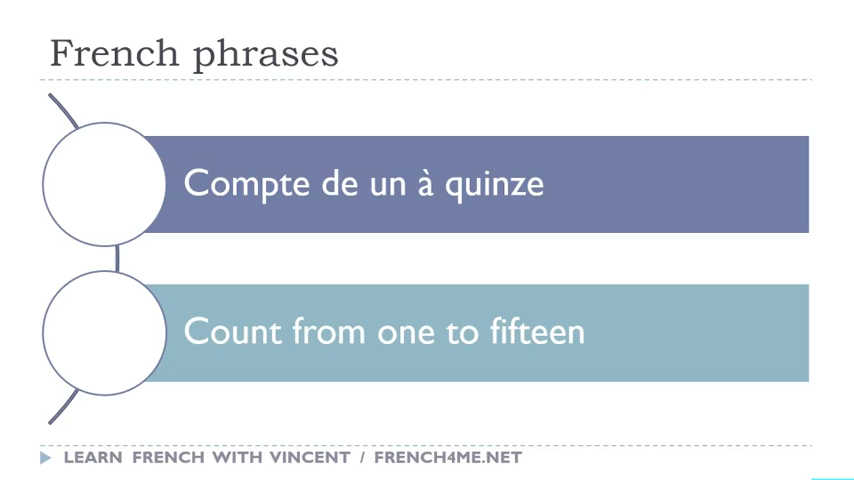 French phrases
Compte de un à quinze
Count from one to fifteen
LEARN FRENCH WITH VINCENT / FRENCH4ME.NET